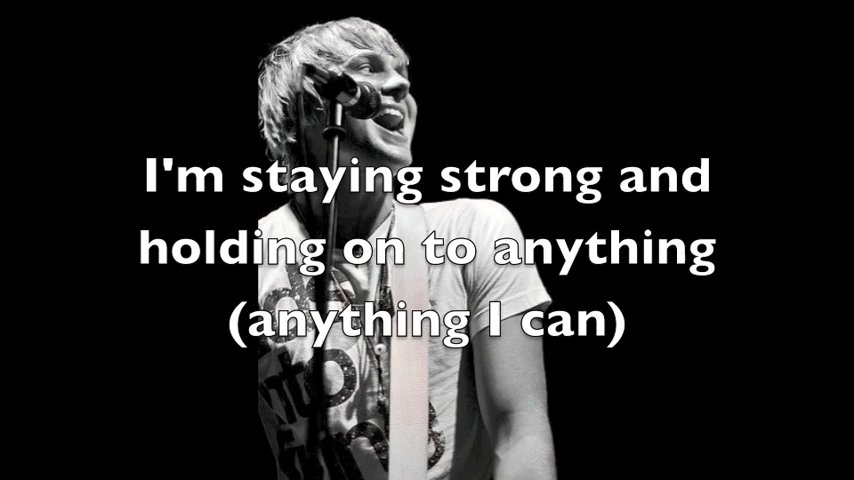 I'm staying strong and
holding on to anything
(anything I can)